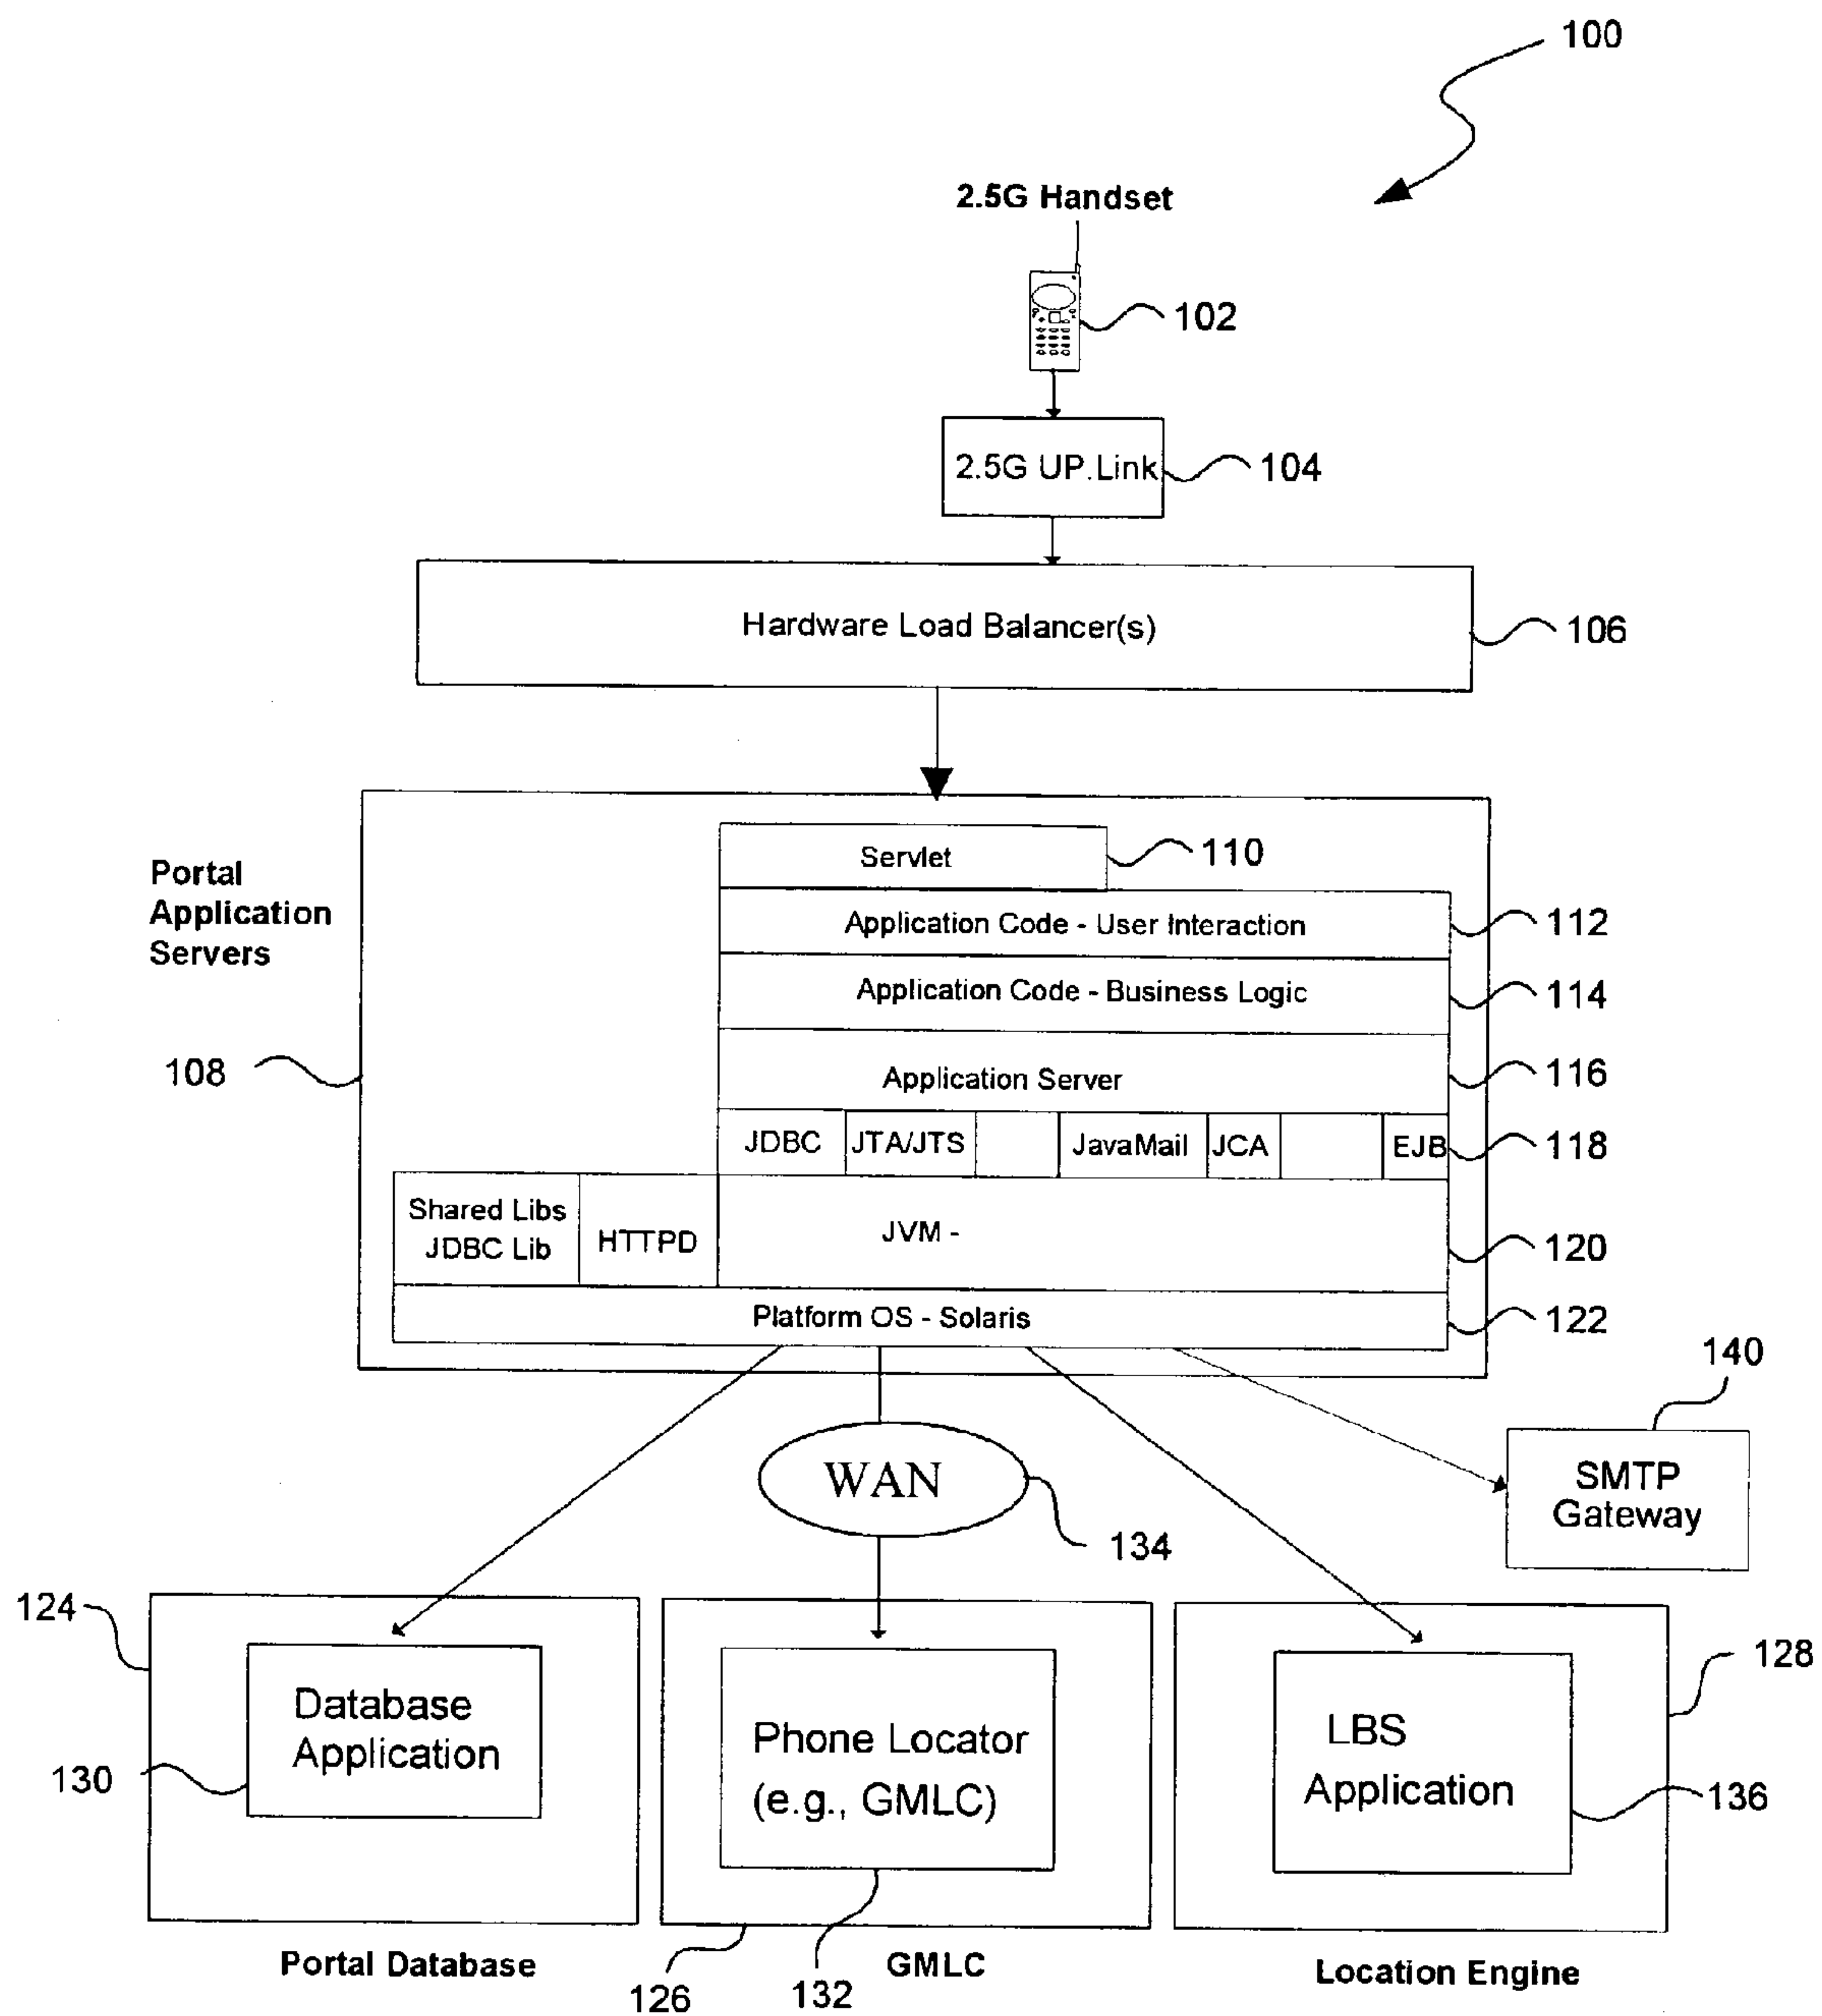 100
2.5G Handset
102
2.5G UP.Link
104
Hardware Load Balancer(s)
106
Portal
Application
Servers
108
Servlet
110
Application Code - User Interaction
112
Application Code - Business Logic
114
Application Server
116
JDBC
JTA/JTS
JavaMail
JCA
EJB
118
Shared Libs
JDBC Lib
HTTPD
JVM -
120
Platform OS - Solaris
122
140
SMTP
Gateway
WAN
134
124
Database
Application
130
Phone Locator
(e.g., GMLC)
LBS
Application
128
136
Portal Database
126
132
GMLC
Location Engine